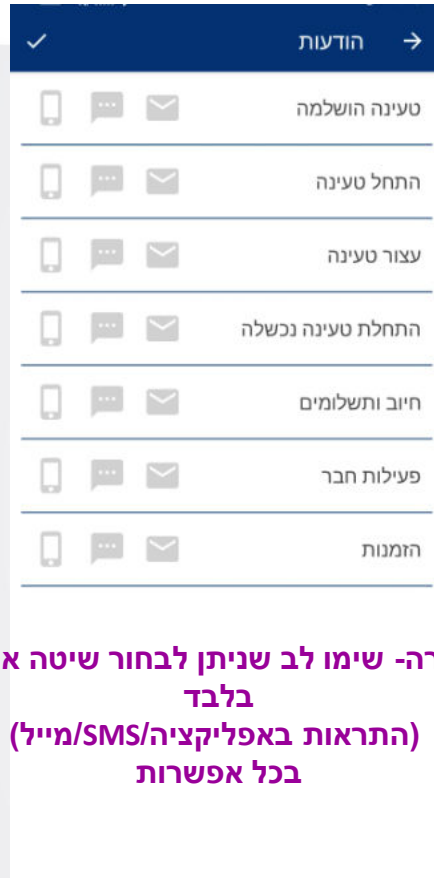 הודעות
טעינה הושלמה
התחל טעינה
עצור טעינה
התחלת טעינה נכשלה
חיוב ותשלומים
פעילות חבר
הזמנות
שימו לב שניתן לבחור שיטה
בלבד
(התראות באפליקציה/SMS/מייל)
בכל אפשרות